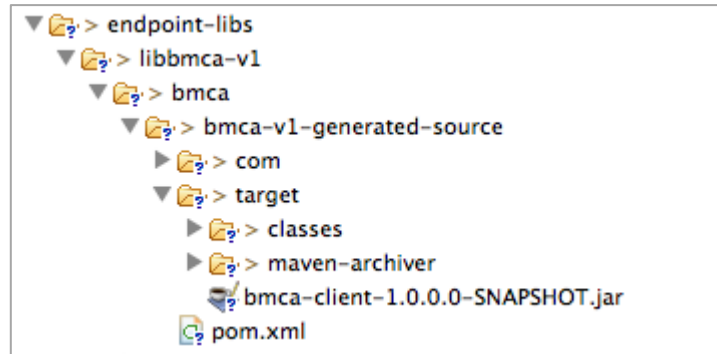 > endpoint-libs
> libbmca-v1
> bmca
> bmca-v1-generated-source
> com
> target
> classes
> maven-archiver
bmca-client-1.0.0.0-SNAPSHOT.jar
pom.xml